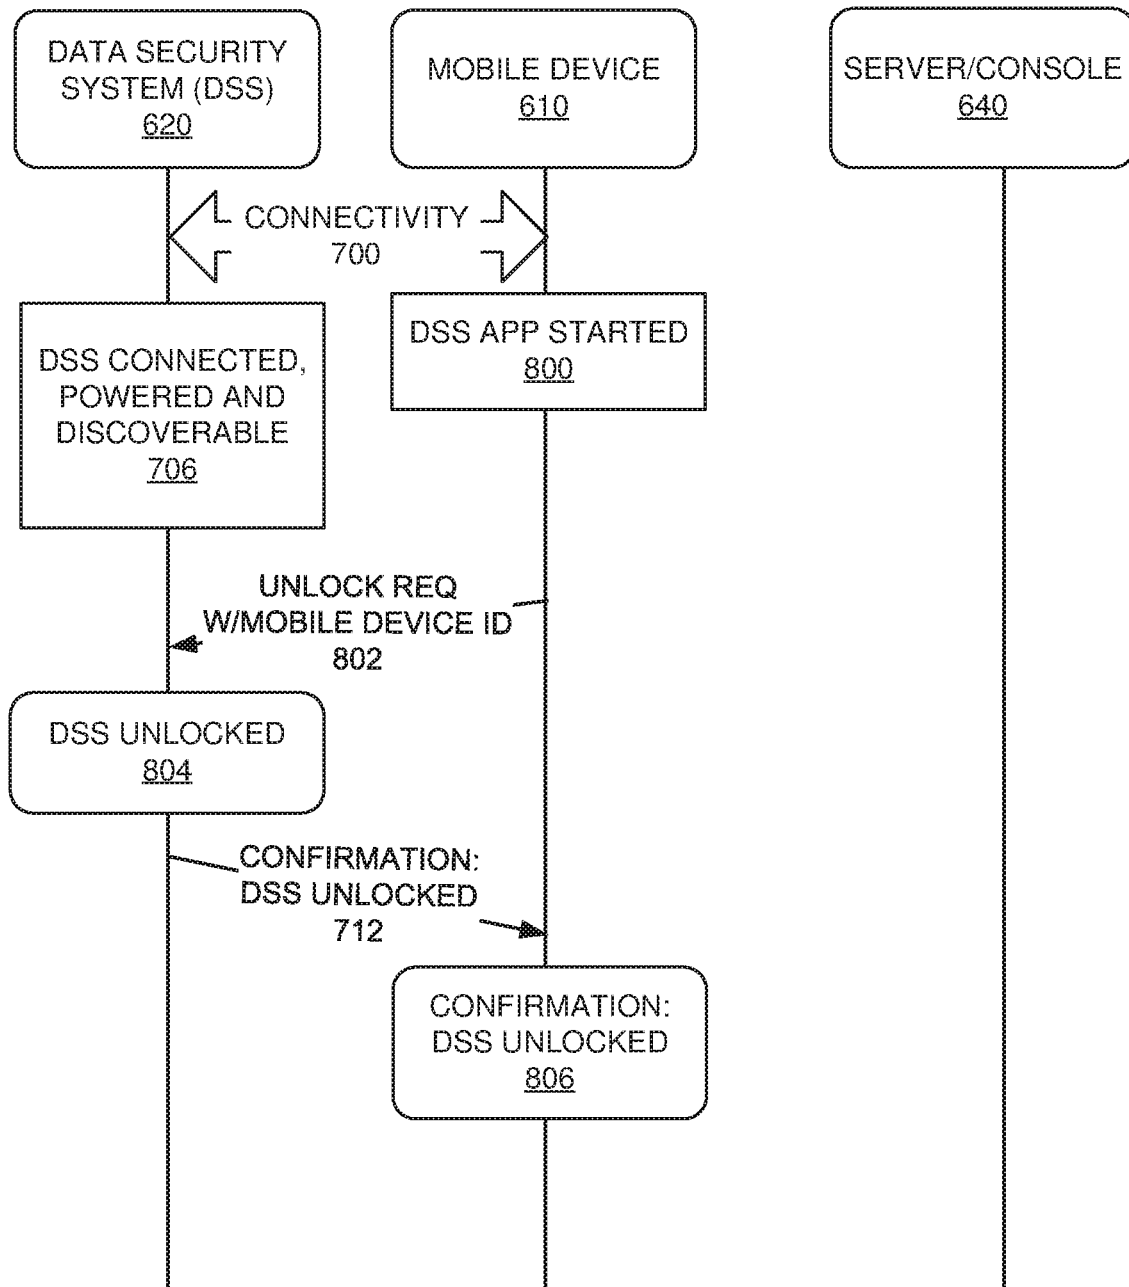 DATA SECURITY
SYSTEM (DSS)
620
MOBILE DEVICE
610
SERVER/CONSOLE
640
CONNECTIVITY
700
DSS CONNECTED,
POWERED AND
DISCOVERABLE
706
DSS APP STARTED
800
UNLOCK REQ
W/MOBILE DEVICE ID
802
DSS UNLOCKED
804
CONFIRMATION:
DSS UNLOCKED
712
CONFIRMATION:
DSS UNLOCKED
806